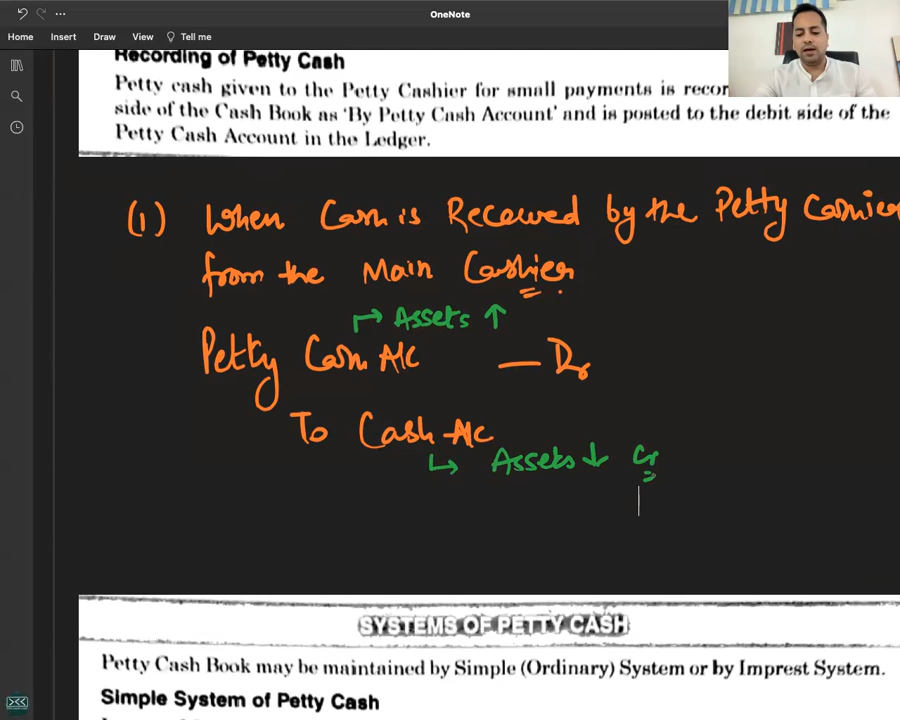 OneNote
Home Insert Draw View Tell me
Recording of Petty Cash
Petty cash given to the Petty Cashier for small payments is recor
side of the Cash Book as 'By Petty Cash Account' and is posted to the debit side of the
Petty Cash Account in the Ledger.
(1) When Cash is Received by the Petty Cashier
from the Main Cashier
↱ Assets ↑
Petty Cash A/c — Dr
To Cash A/c
↳ Assets ↓ Cr
SYSTEMS OF PETTY CASH
Petty Cash Book may be maintained by Simple (Ordinary) System or by Imprest System.
Simple System of Petty Cash